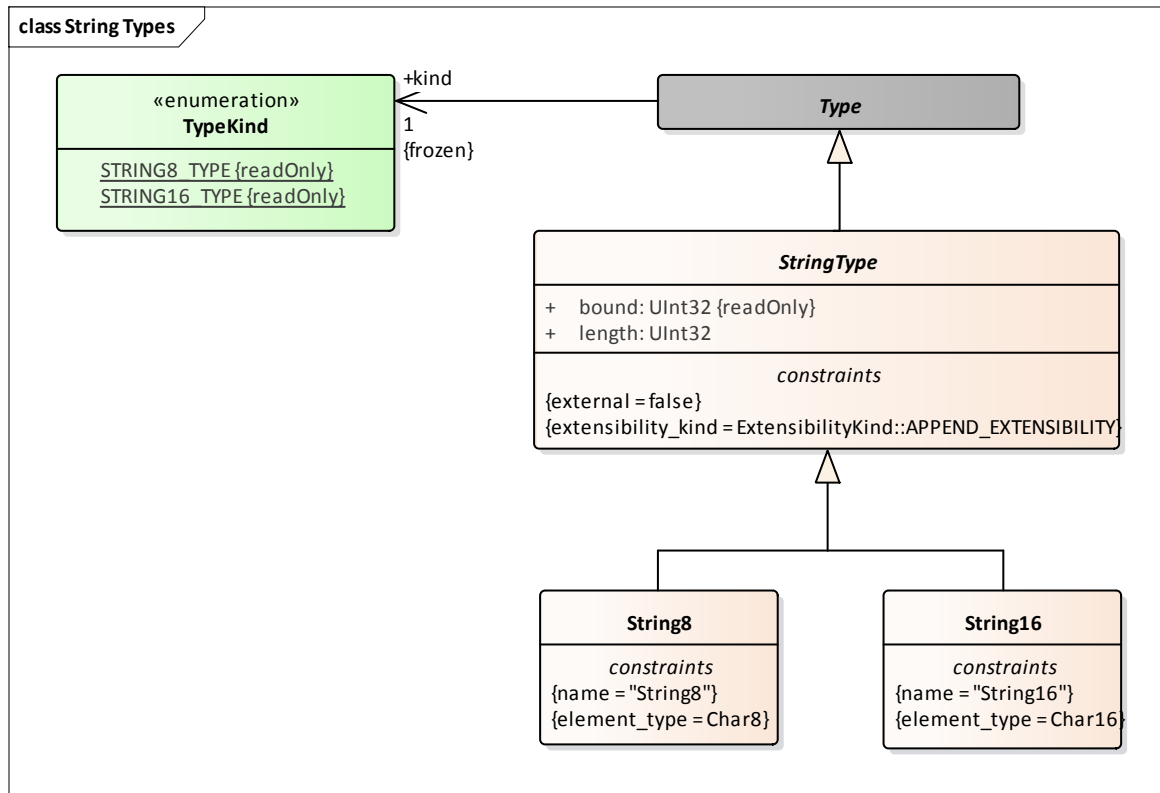 class String Types
«enumeration»
TypeKind
STRING8_TYPE {readOnly}
STRING16_TYPE {readOnly}
+kind
1
{frozen}
Type
StringType
+ bound: UInt32 {readOnly}
+ length: UInt32
constraints
{external = false}
{extensibility_kind = ExtensibilityKind::APPEND_EXTENSIBILITY}
String8
constraints
{name = "String8"}
{element_type = Char8}
String16
constraints
{name = "String16"}
{element_type = Char16}